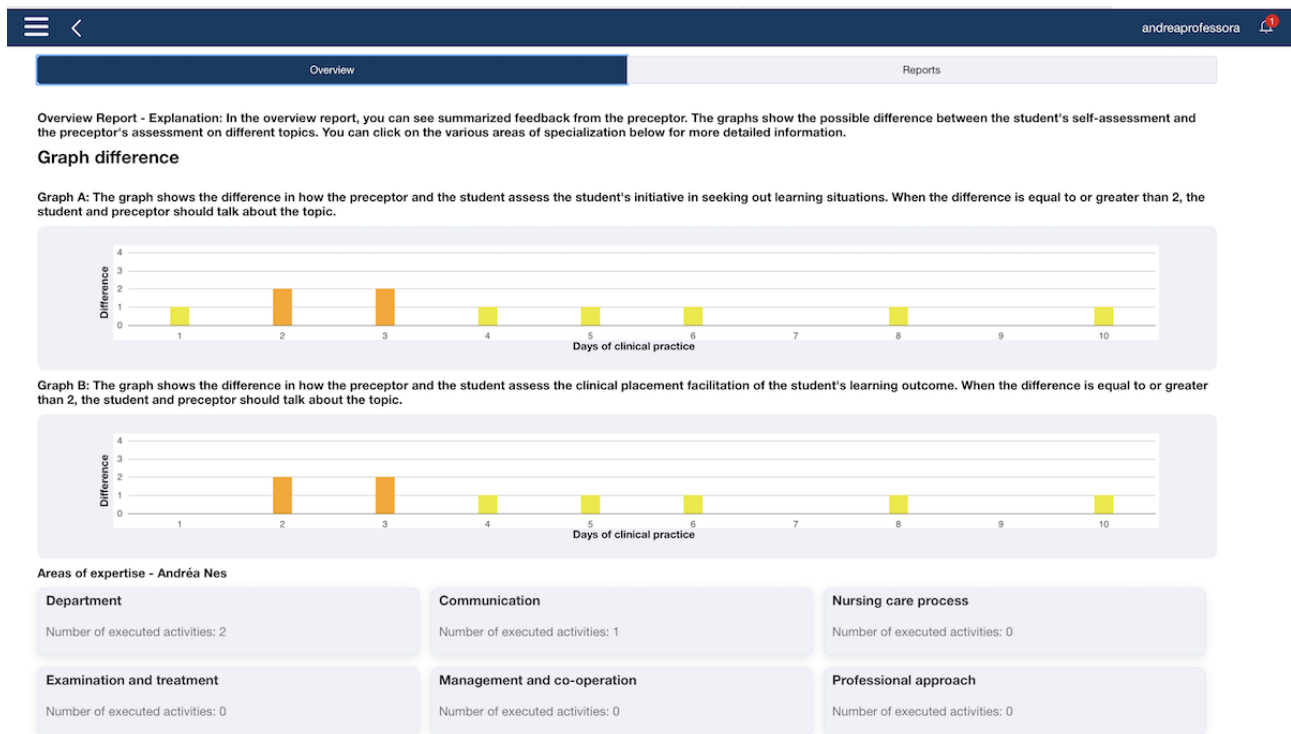 andreaprofessora
1
Overview
Reports
Overview Report - Explanation: In the overview report, you can see summarized feedback from the preceptor. The graphs show the possible difference between the student's self-assessment and
the preceptor's assessment on different topics. You can click on the various areas of specialization below for more detailed information.
Graph difference
Graph A: The graph shows the difference in how the preceptor and the student assess the student's initiative in seeking out learning situations. When the difference is equal to or greater than 2, the
student and preceptor should talk about the topic.
Difference
4
3
2
1
0
1 2 3 4 5 6 7 8 9 10
Days of clinical practice
Graph B: The graph shows the difference in how the preceptor and the student assess the clinical placement facilitation of the student's learning outcome. When the difference is equal to or greater
than 2, the student and preceptor should talk about the topic.
Difference
4
3
2
1
0
1 2 3 4 5 6 7 8 9 10
Days of clinical practice
Areas of expertise - Andréa Nes
Department
Number of executed activities: 2
Communication
Number of executed activities: 1
Nursing care process
Number of executed activities: 0
Examination and treatment
Number of executed activities: 0
Management and co-operation
Number of executed activities: 0
Professional approach
Number of executed activities: 0